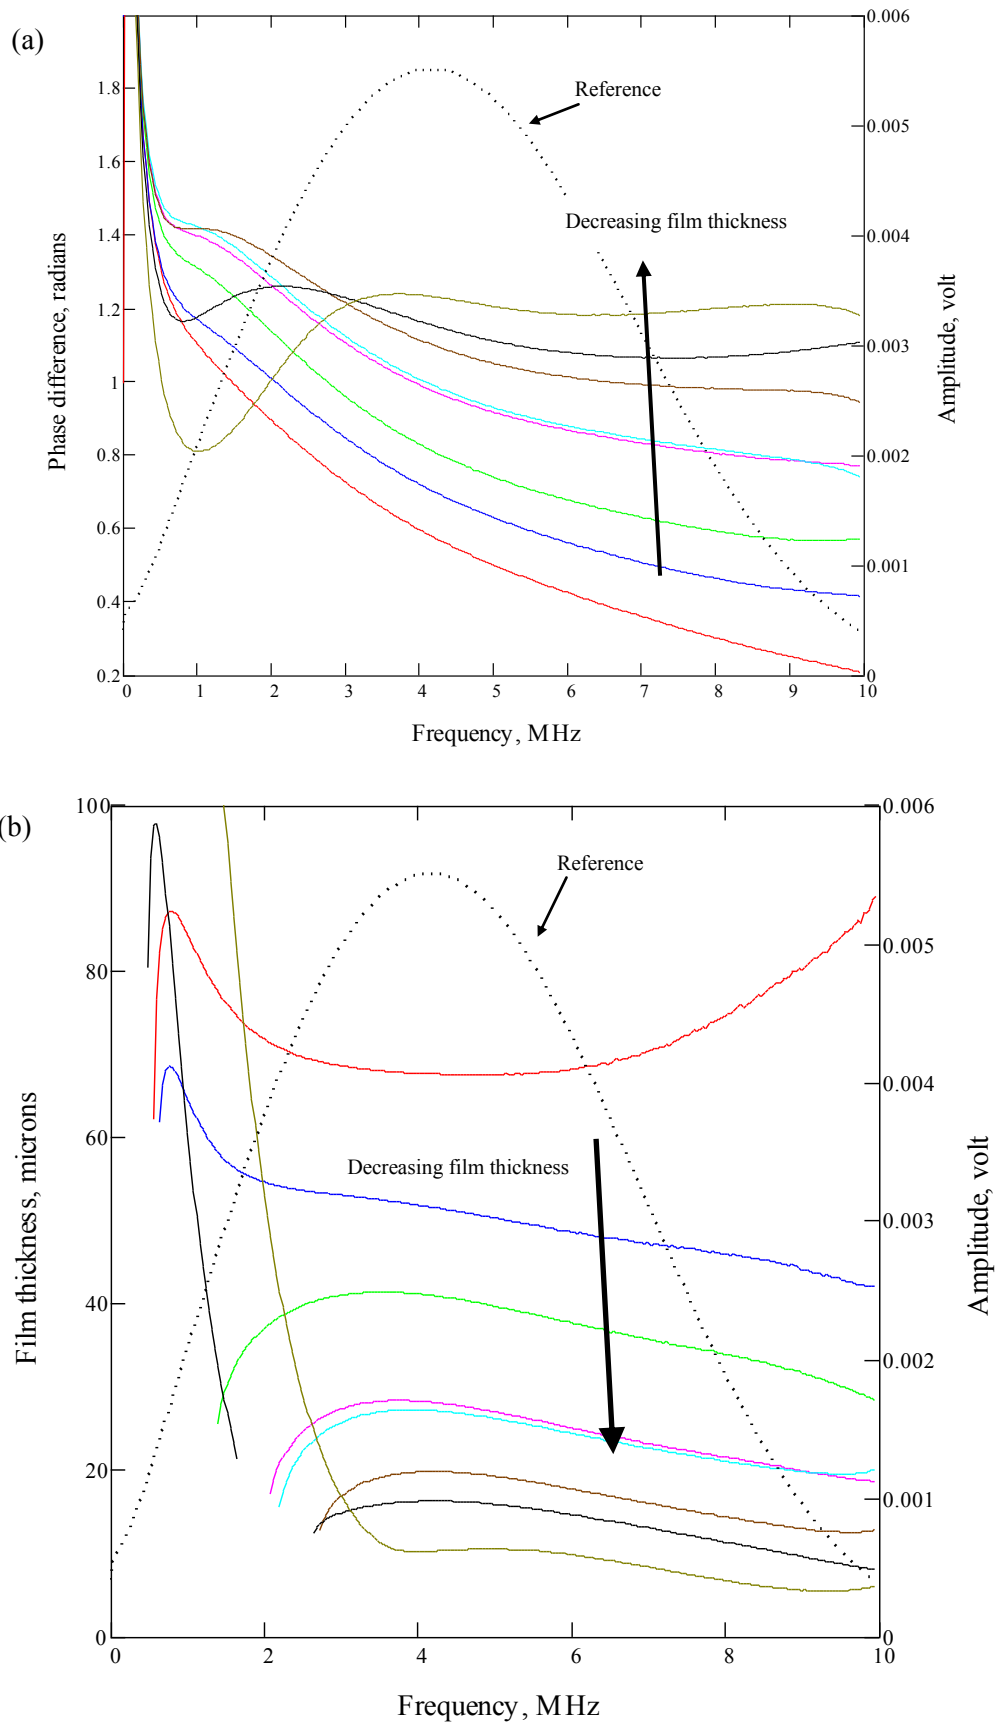 (a)
0.006
1.8
Reference
0.005
1.6
Decreasing film thickness
1.4
0.004
Phase difference, radians
1.2
Amplitude, volt
0.003
1
0.8
0.002
0.6
0.001
0.4
0.2
0
0 1 2 3 4 5 6 7 8 9 10
Frequency, MHz
100
0.006
(b)
Reference
0.005
80
0.004
Film thickness, microns
60
Decreasing film thickness
0.003
Amplitude, volt
40
0.002
20
0.001
0
0
0 2 4 6 8 10
Frequency, MHz